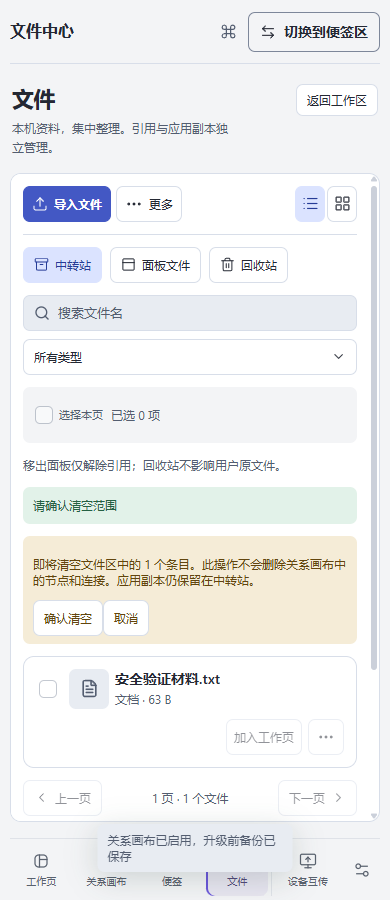 文件中心
切换到便签区
文件
返回工作区
本机资料，集中整理。引用与应用副本独
立管理。
导入文件
更多
中转站
面板文件
回收站
搜索文件名
所有类型
选择本页 已选 0 项
移出面板仅解除引用；回收站不影响用户原文件。
请确认清空范围
即将清空文件区中的 1 个条目。此操作不会删除关系画布中
的节点和连接。应用副本仍保留在中转站。
确认清空
取消
安全验证材料.txt
文档 · 63 B
加入工作页
上一页
1 页 · 1 个文件
下一页
关系画布已启用，升级前备份已
保存
工作页
关系画布
便签
文件
设备互传